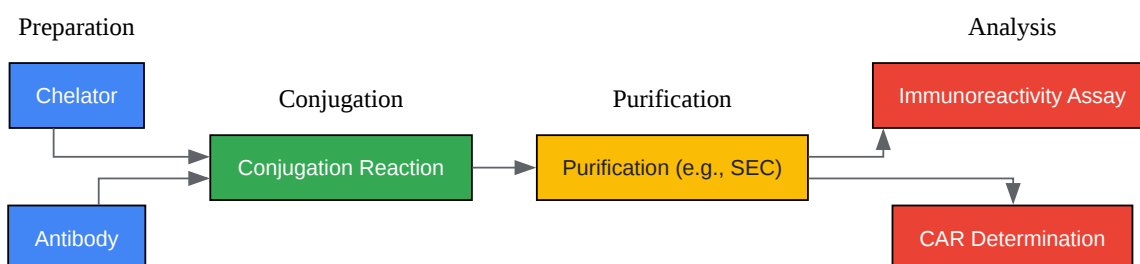 Preparation
Analysis
Chelator
Immunoreactivity Assay
Conjugation
Purification
Conjugation Reaction
Purification (e.g., SEC)
Antibody
CAR Determination